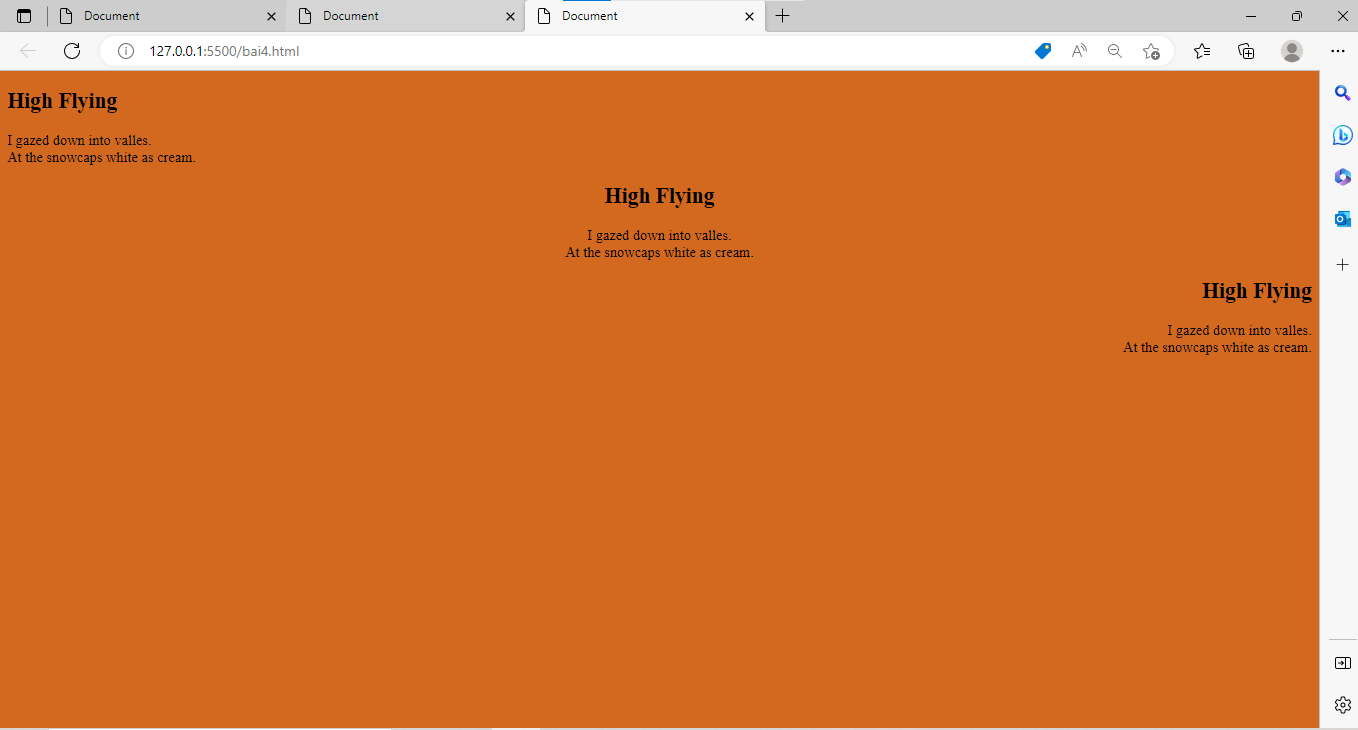 Document
Document
Document
127.0.0.1:5500/bai4.html
High Flying
I gazed down into valles.
At the snowcaps white as cream.
High Flying
I gazed down into valles.
At the snowcaps white as cream.
High Flying
I gazed down into valles.
At the snowcaps white as cream.